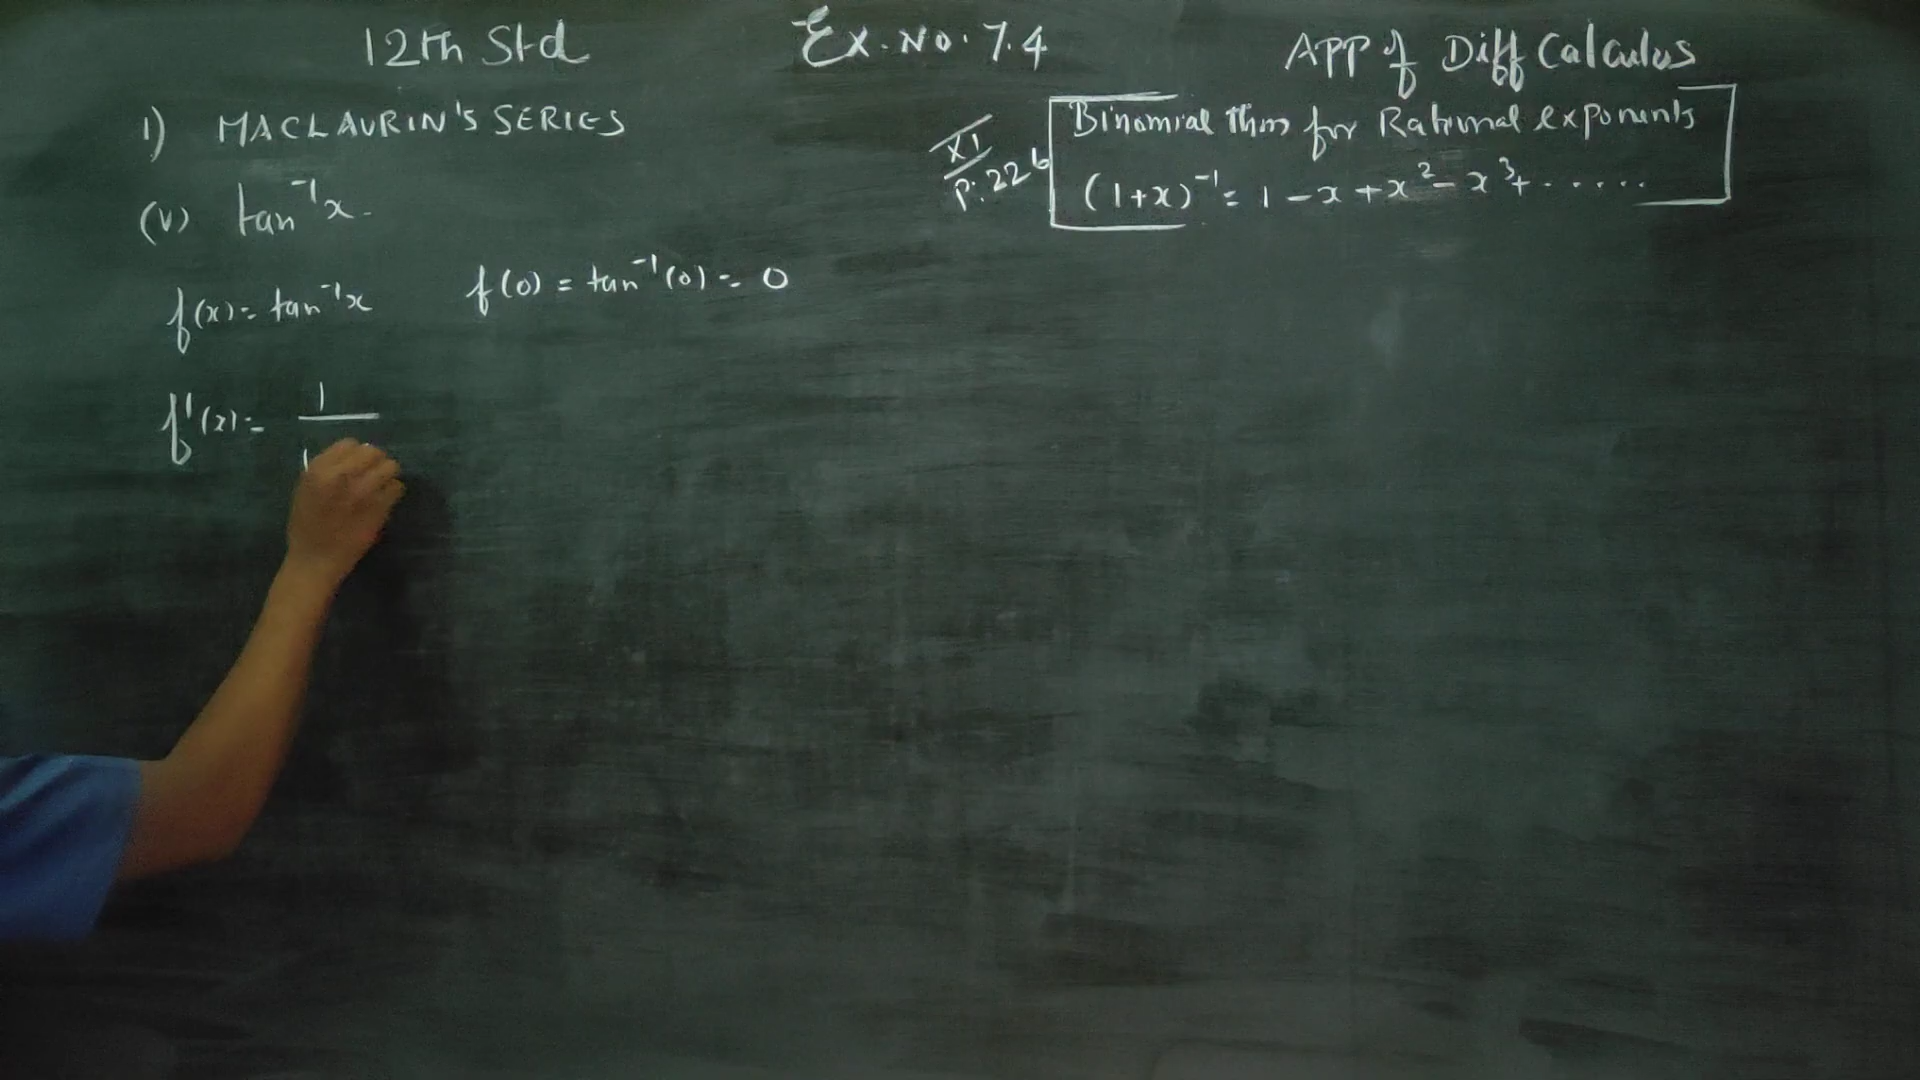 12th Std Ex.No.7.4 APP of Diff Calculus
1) MACLAURIN'S SERIES
XI P.226
Binomial Thm for Rational exponents
(1+x)⁻¹ = 1 - x + x² - x³ + ......
(v) tan⁻¹x.
f(x) = tan⁻¹x f(0) = tan⁻¹(0) = 0
f'(x) = 1
1